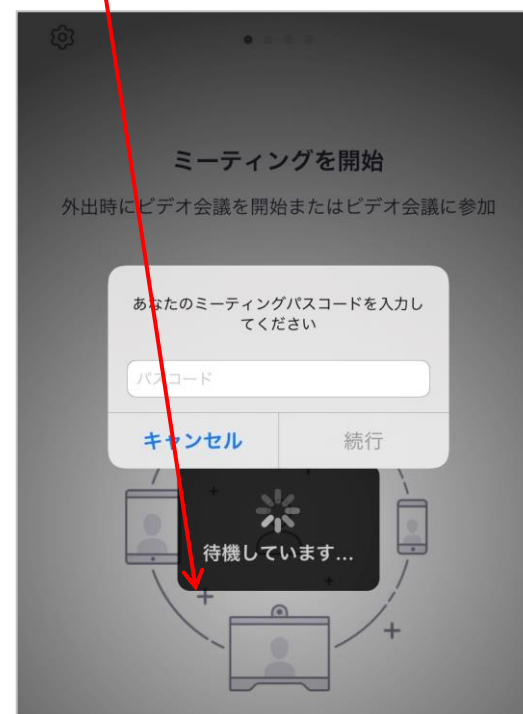 ミーティングを開始
外出時にビデオ会議を開始またはビデオ会議に参加
あなたのミーティングパスコードを入力し
てください
パスコード
キャンセル
続行
待機しています...